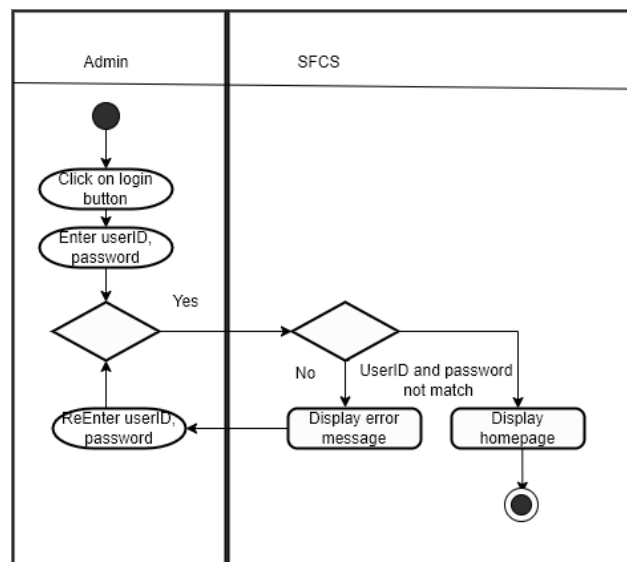 Admin
SFCS
Click on login
button
Enter userID,
password
Yes
No
UserID and password
not match
ReEnter userID,
password
Display error
message
Display
homepage